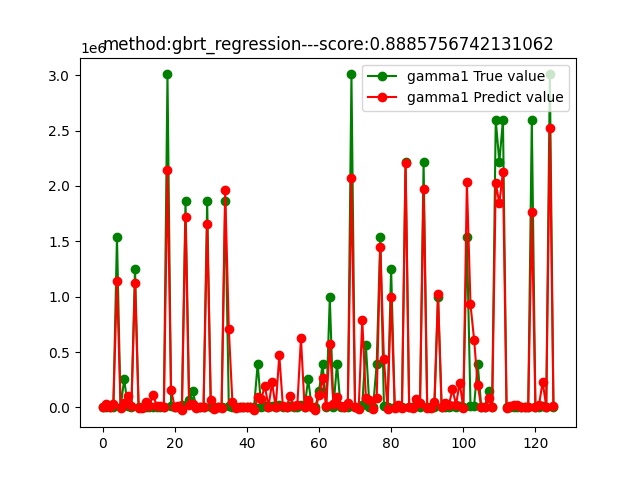 1e6
method:gbrt_regression---score:0.8885756742131062
gamma1 True value
gamma1 Predict value
3.0
2.5
2.0
1.5
1.0
0.5
0.0
0 20 40 60 80 100 120